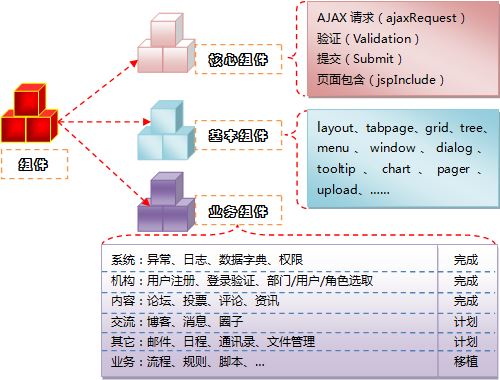 AJAX 请求（ajaxRequest）
验证（Validation）
提交（Submit）
页面包含（jspInclude）
核心组件
组件
基本组件
layout、tabpage、grid、tree、
menu 、 window 、 dialog 、
tooltip 、 chart 、 pager 、
upload、……
业务组件
系统：异常、日志、数据字典、权限 完成
机构：用户注册、登录验证、部门/用户/角色选取 完成
内容：论坛、投票、评论、资讯 完成
交流：博客、消息、圈子 计划
其它：邮件、日程、通讯录、文件管理 计划
业务：流程、规则、脚本、… 移植